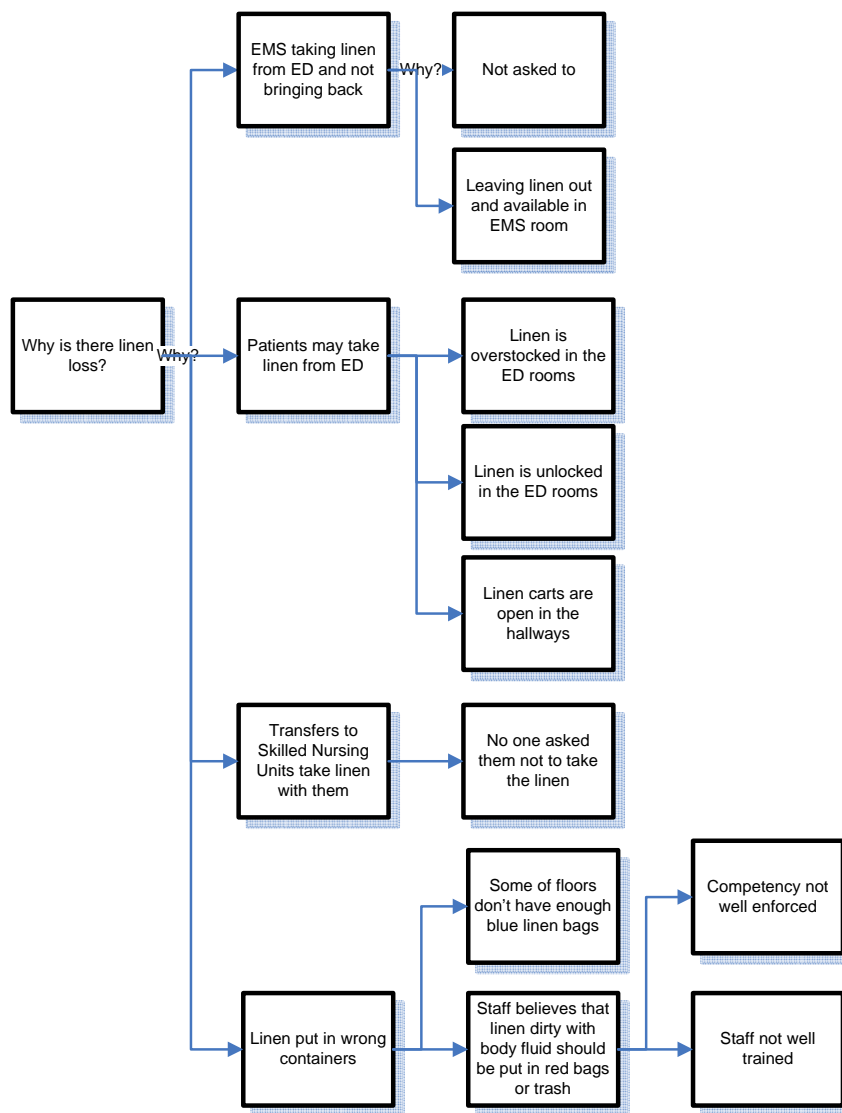 EMS taking linen
from ED and not
bringing back
Why?
Not asked to
Leaving linen out
and available in
EMS room
Why is there linen
loss?
Why?
Patients may take
linen from ED
Linen is
overstocked in the
ED rooms
Linen is unlocked
in the ED rooms
Linen carts are
open in the
hallways
Transfers to
Skilled Nursing
Units take linen
with them
No one asked
them not to take
the linen
Some of floors
don’t have enough
blue linen bags
Competency not
well enforced
Linen put in wrong
containers
Staff believes that
linen dirty with
body fluid should
be put in red bags
or trash
Staff not well
trained